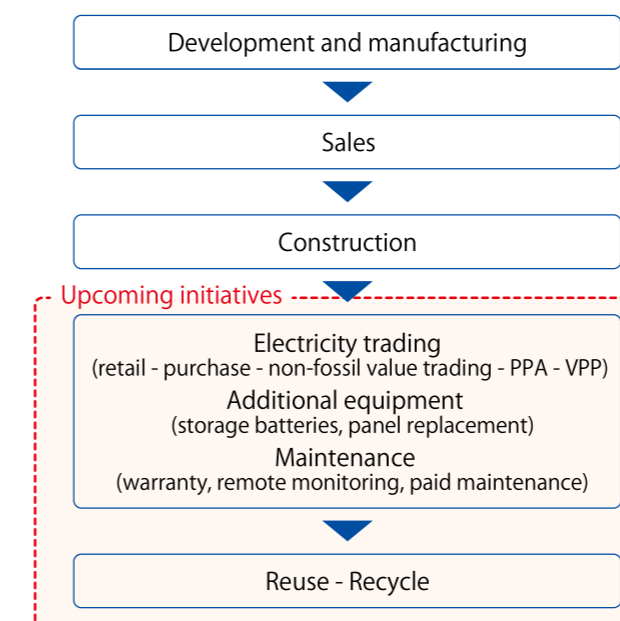 Development and manufacturing
Sales
Construction
Upcoming initiatives
Electricity trading
(retail - purchase - non-fossil value trading - PPA - VPP)
Additional equipment
(storage batteries, panel replacement)
Maintenance
(warranty, remote monitoring, paid maintenance)
Reuse - Recycle